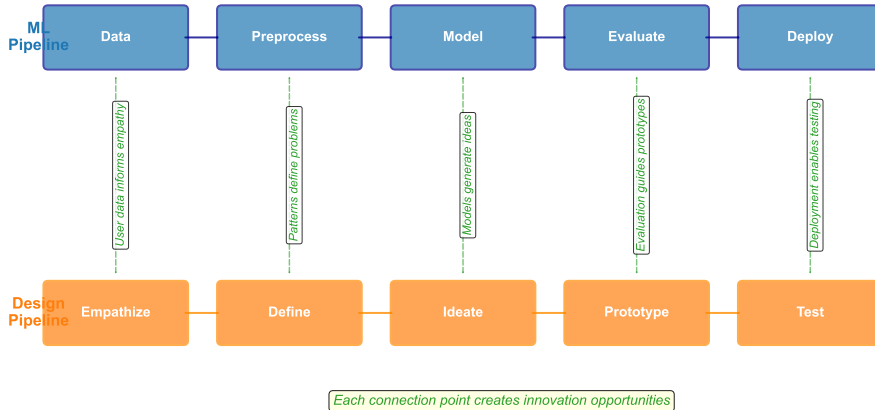 ML
Pipeline
Data
Preprocess
Model
Evaluate
Deploy
User data informs empathy
Patterns define problems
Models generate ideas
Evaluation guides prototypes
Deployment enables testing
Design
Pipeline
Empathize
Define
Ideate
Prototype
Test
Each connection point creates innovation opportunities